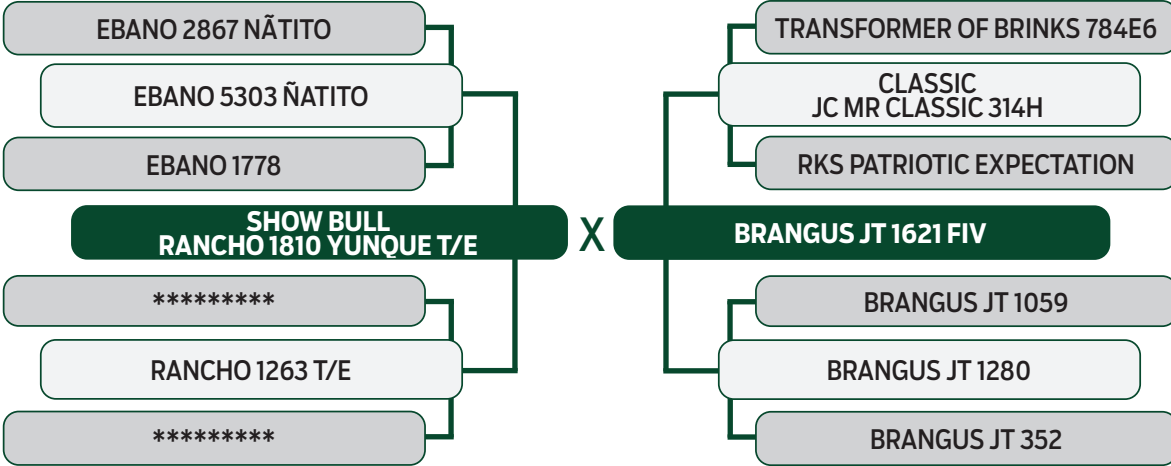 EBANO 2867 NÃTITO
EBANO 5303 ÑATITO
EBANO 1778
SHOW BULL
RANCHO 1810 YUNQUE T/E
*********
RANCHO 1263 T/E
*********
X
TRANSFORMER OF BRINKS 784E6
CLASSIC
JC MR CLASSIC 314H
RKS PATRIOTIC EXPECTATION
BRANGUS JT 1621 FIV
BRANGUS JT 1059
BRANGUS JT 1280
BRANGUS JT 352